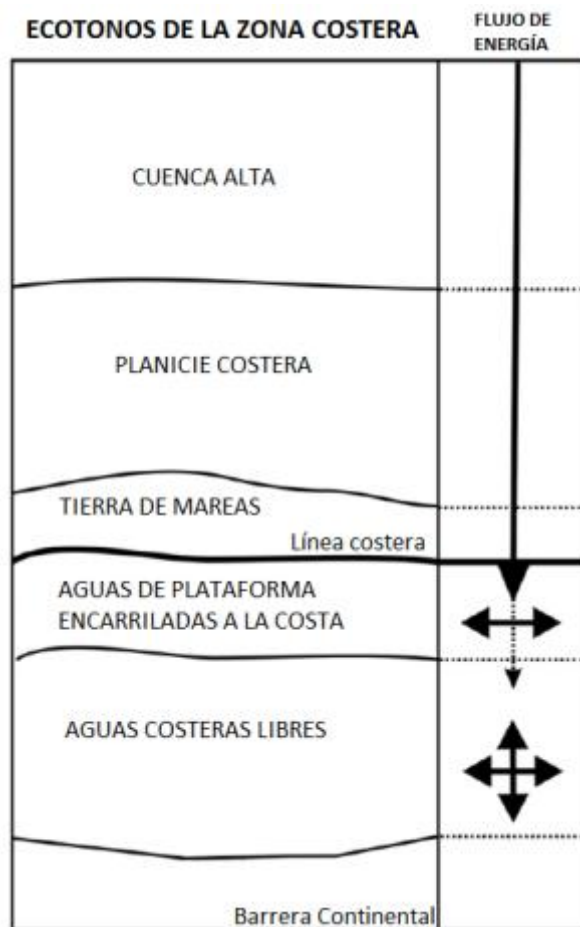 ECOTONOS DE LA ZONA COSTERA
FLUJO DE
ENERGÍA
CUENCA ALTA
PLANICIE COSTERA
TIERRA DE MAREAS
Línea costera
AGUAS DE PLATAFORMA
ENCARRILADAS A LA COSTA
AGUAS COSTERAS LIBRES
Barrera Continental